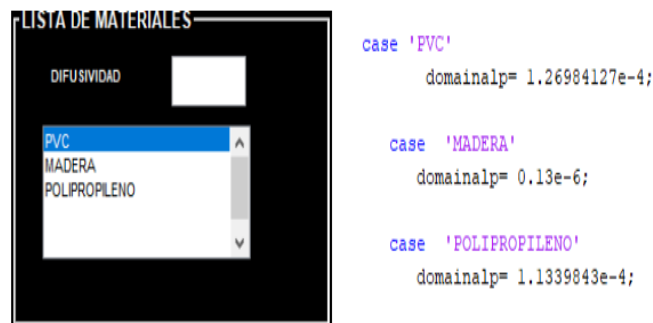 LISTA DE MATERIALES
DIFUSIVIDAD
PVC
MADERA
POLIPROPILENO
case 'PVC'
domainalp= 1.26984127e-4;
case 'MADERA'
domainalp= 0.13e-6;
case 'POLIPROPILENO'
domainalp= 1.1339843e-4;